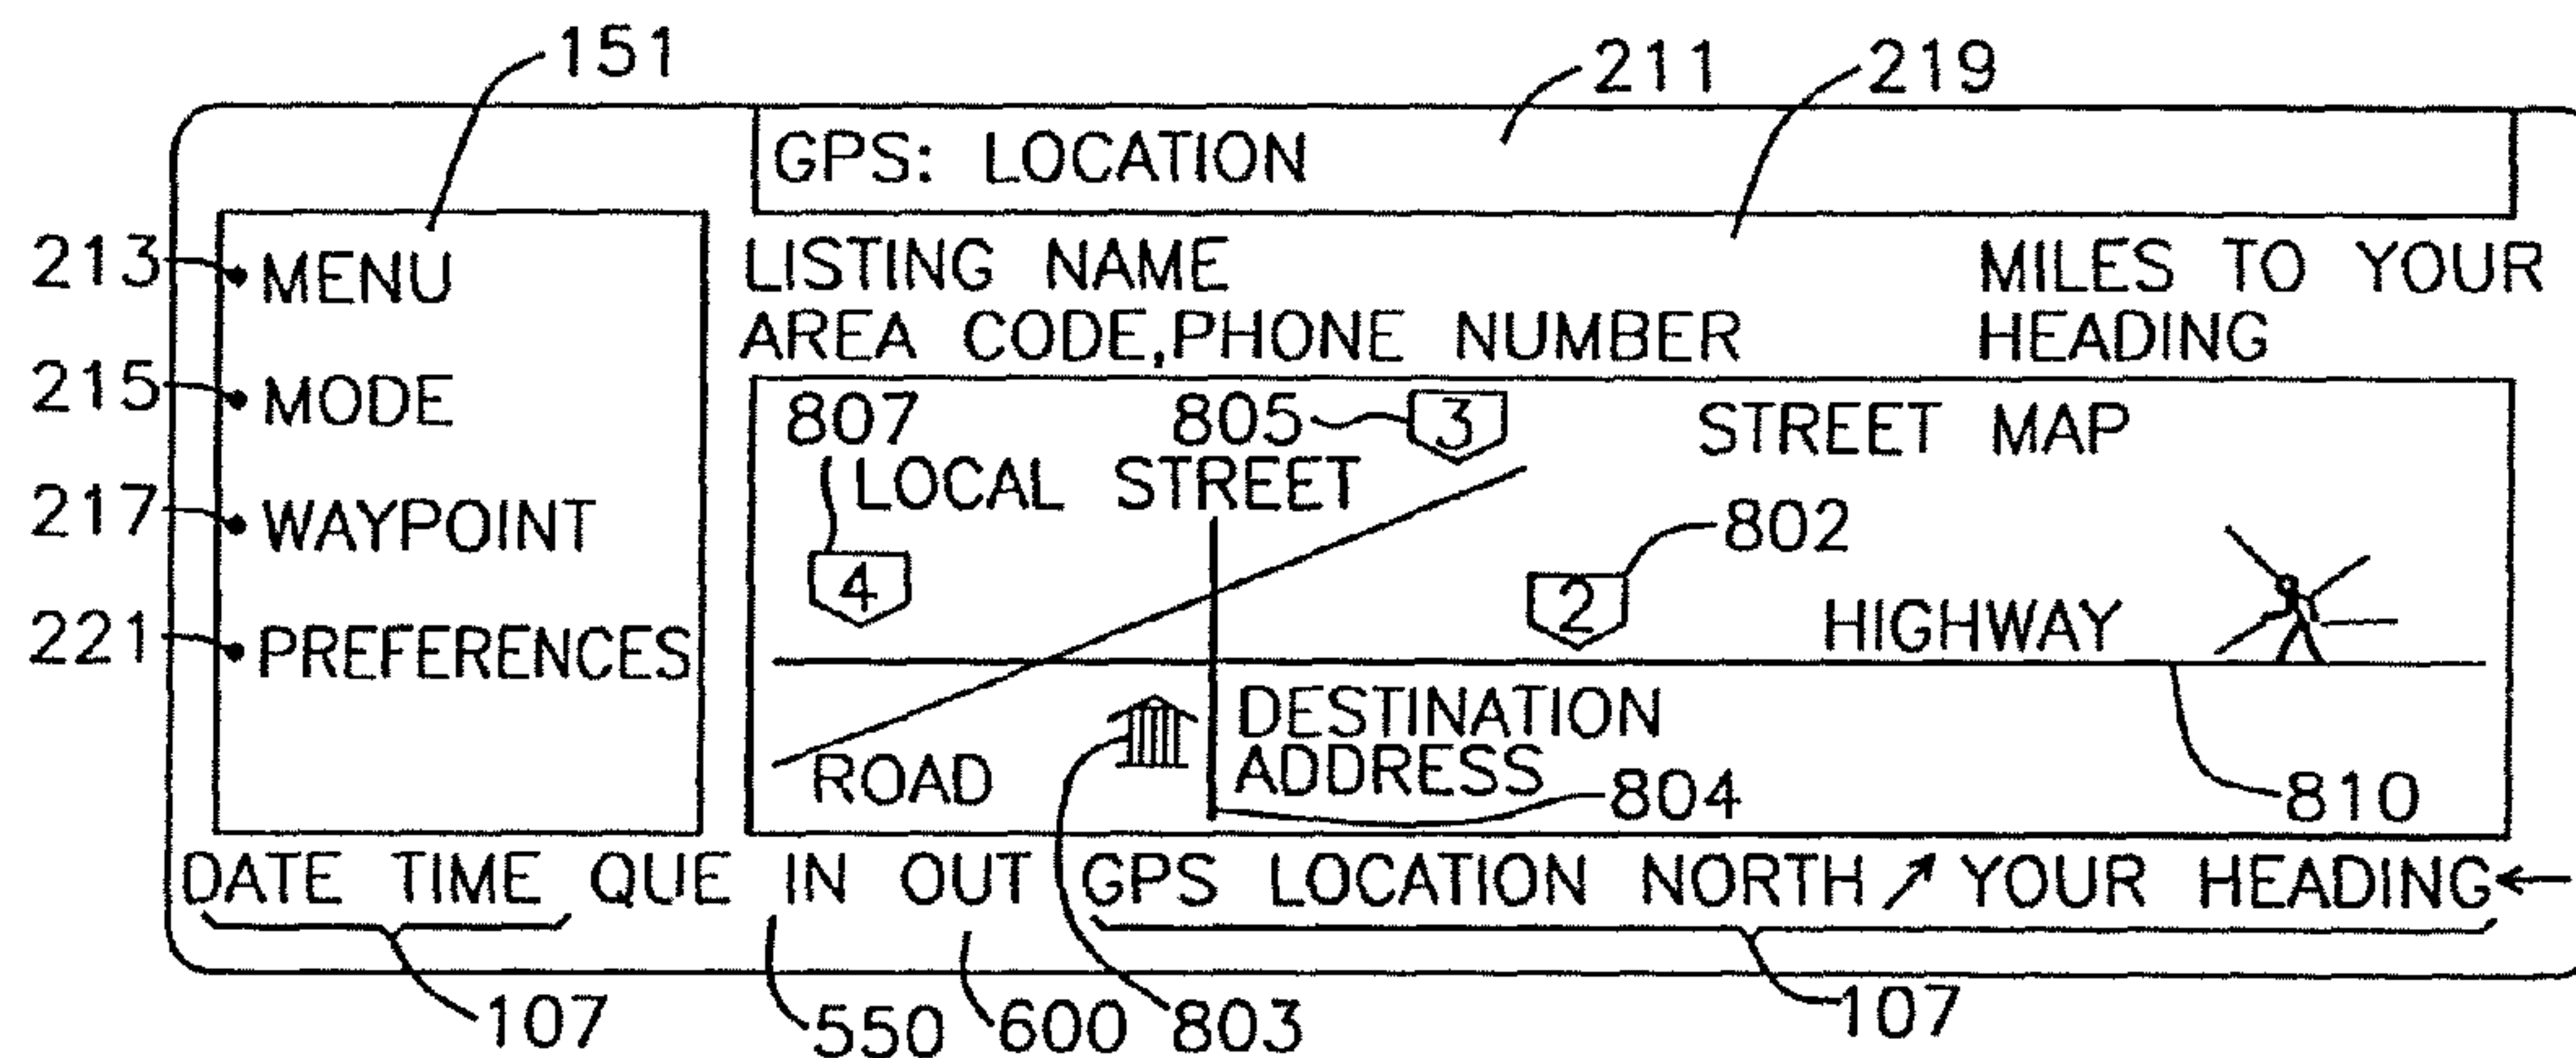 151
211
219
GPS: LOCATION
213 MENU
LISTING NAME
MILES TO YOUR
AREA CODE,PHONE NUMBER
HEADING
215 MODE
807
805
3
STREET MAP
LOCAL STREET
217 WAYPOINT
802
4
2
HIGHWAY
221 PREFERENCES
DESTINATION
ADDRESS
ROAD
804
810
DATE TIME QUE IN OUT GPS LOCATION NORTH ↗ YOUR HEADING ←
107
550
600
803
107